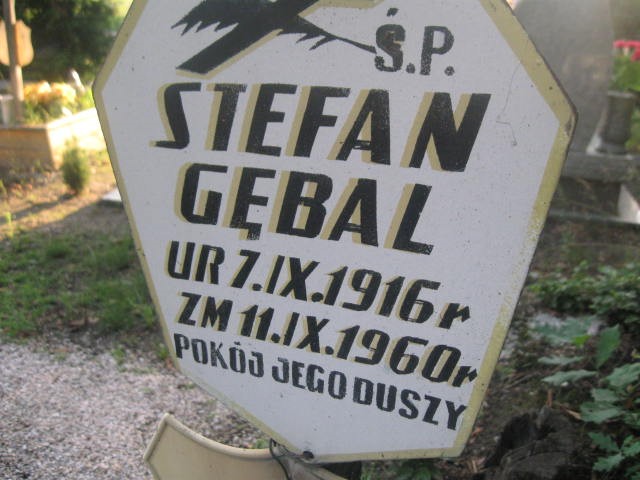 Ś.P.
STEFAN
GĘBAL
UR 7.IX.1916r
ZM 11.IX.1960r
POKÓJ JEGO DUSZY